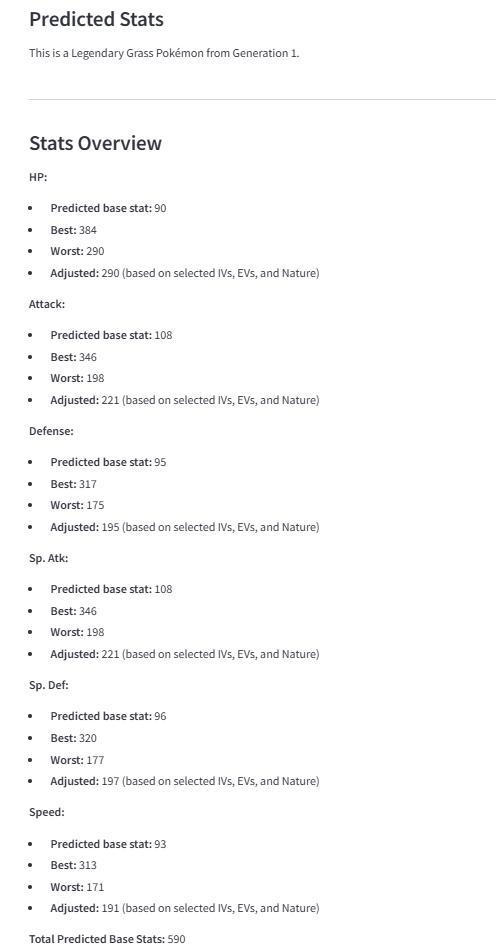 Predicted Stats
This is a Legendary Grass Pokémon from Generation 1.
Stats Overview
HP:
• Predicted base stat: 90
• Best: 384
• Worst: 290
• Adjusted: 290 (based on selected IVs, EVs, and Nature)
Attack:
• Predicted base stat: 108
• Best: 346
• Worst: 198
• Adjusted: 221 (based on selected IVs, EVs, and Nature)
Defense:
• Predicted base stat: 95
• Best: 317
• Worst: 175
• Adjusted: 195 (based on selected IVs, EVs, and Nature)
Sp. Atk:
• Predicted base stat: 108
• Best: 346
• Worst: 198
• Adjusted: 221 (based on selected IVs, EVs, and Nature)
Sp. Def:
• Predicted base stat: 96
• Best: 320
• Worst: 177
• Adjusted: 197 (based on selected IVs, EVs, and Nature)
Speed:
• Predicted base stat: 93
• Best: 313
• Worst: 171
• Adjusted: 191 (based on selected IVs, EVs, and Nature)
Total Predicted Base Stats: 590